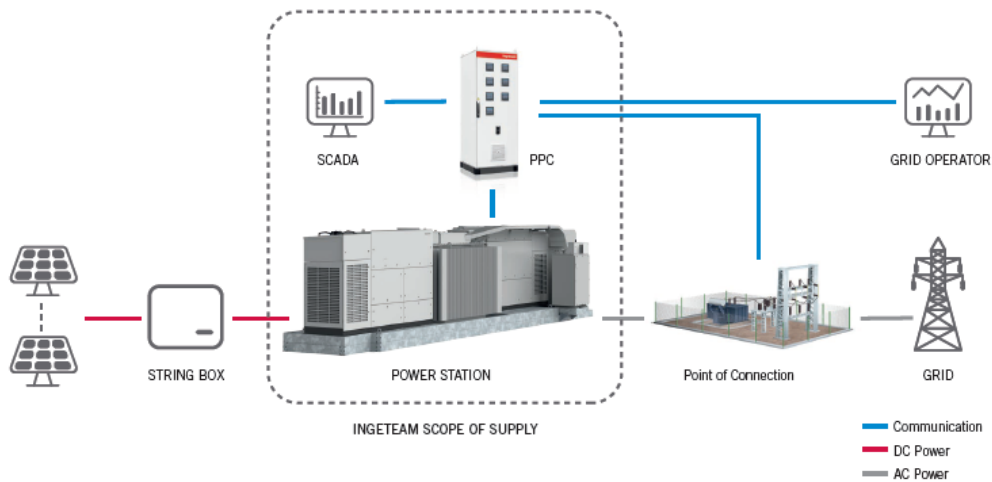 SCADA
PPC
GRID OPERATOR
STRING BOX
POWER STATION
Point of Connection
GRID
INGETEAM SCOPE OF SUPPLY
Communication
DC Power
AC Power